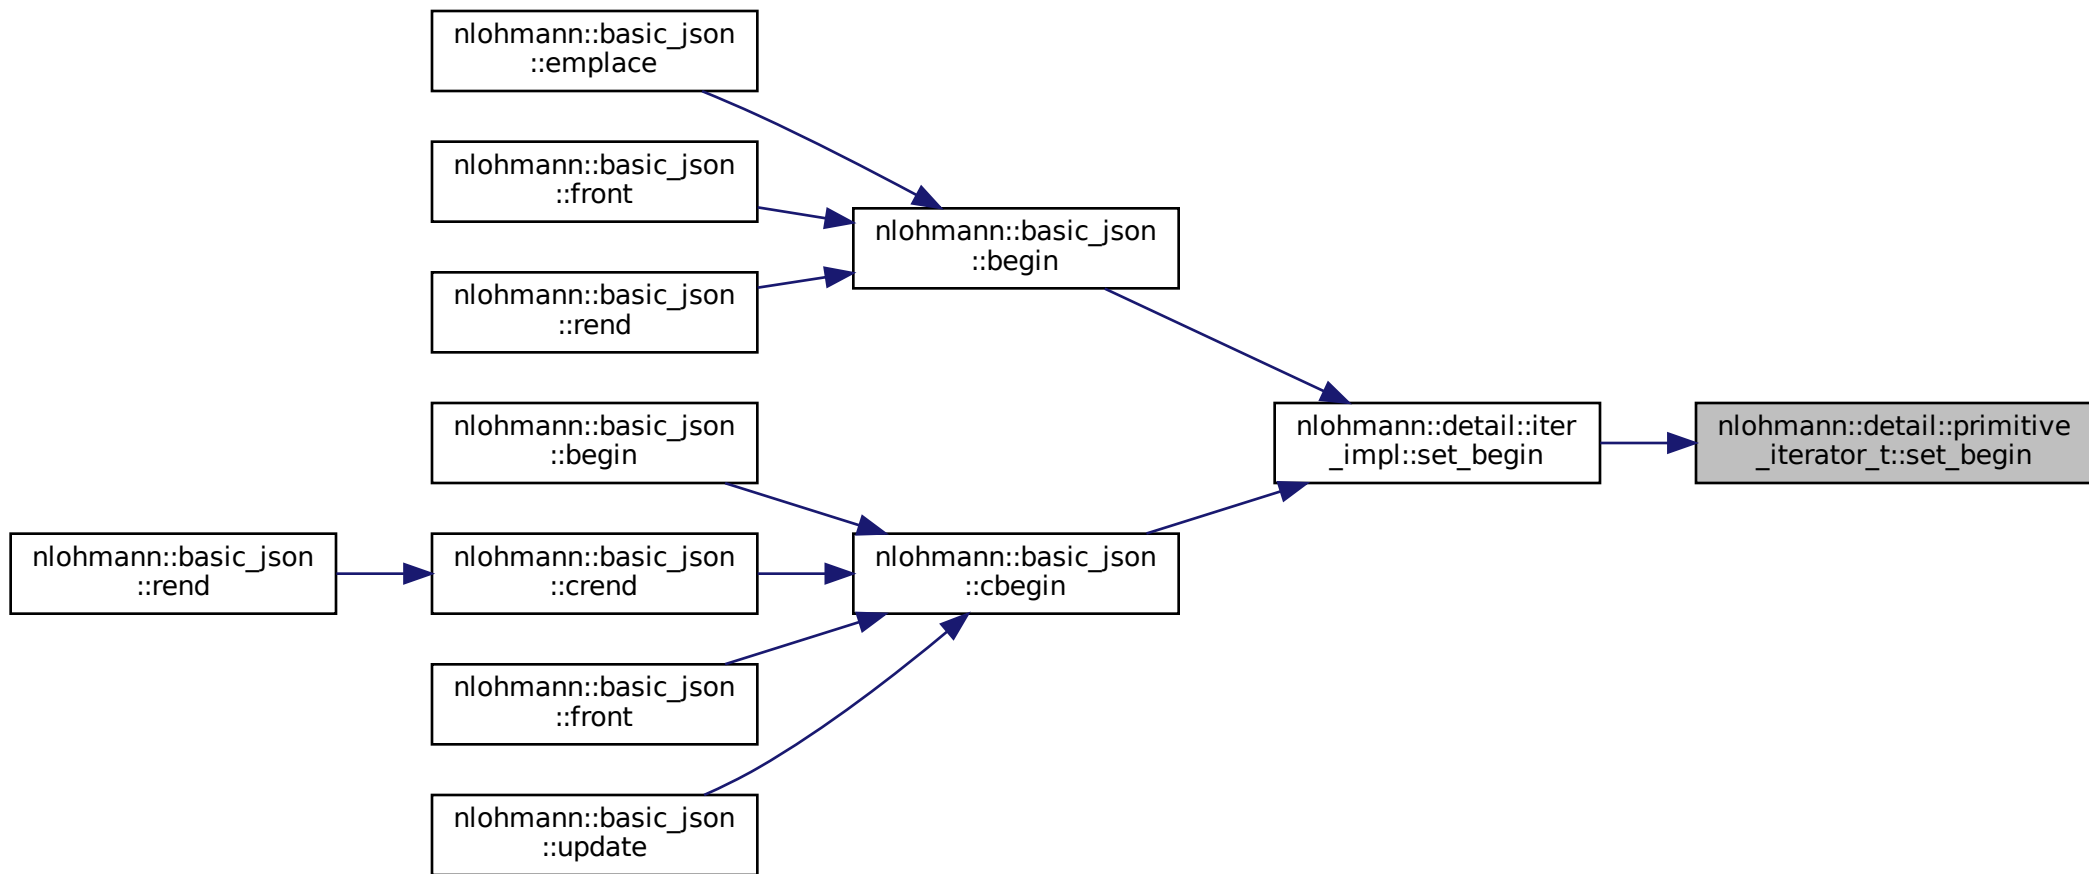 nlohmann::basic_json
::emplace
nlohmann::basic_json
::front
nlohmann::basic_json
::rend
nlohmann::basic_json
::begin
nlohmann::basic_json
::begin
nlohmann::detail::iter
_impl::set_begin
nlohmann::detail::primitive
_iterator_t::set_begin
nlohmann::basic_json
::rend
nlohmann::basic_json
::crend
nlohmann::basic_json
::cbegin
nlohmann::basic_json
::front
nlohmann::basic_json
::update